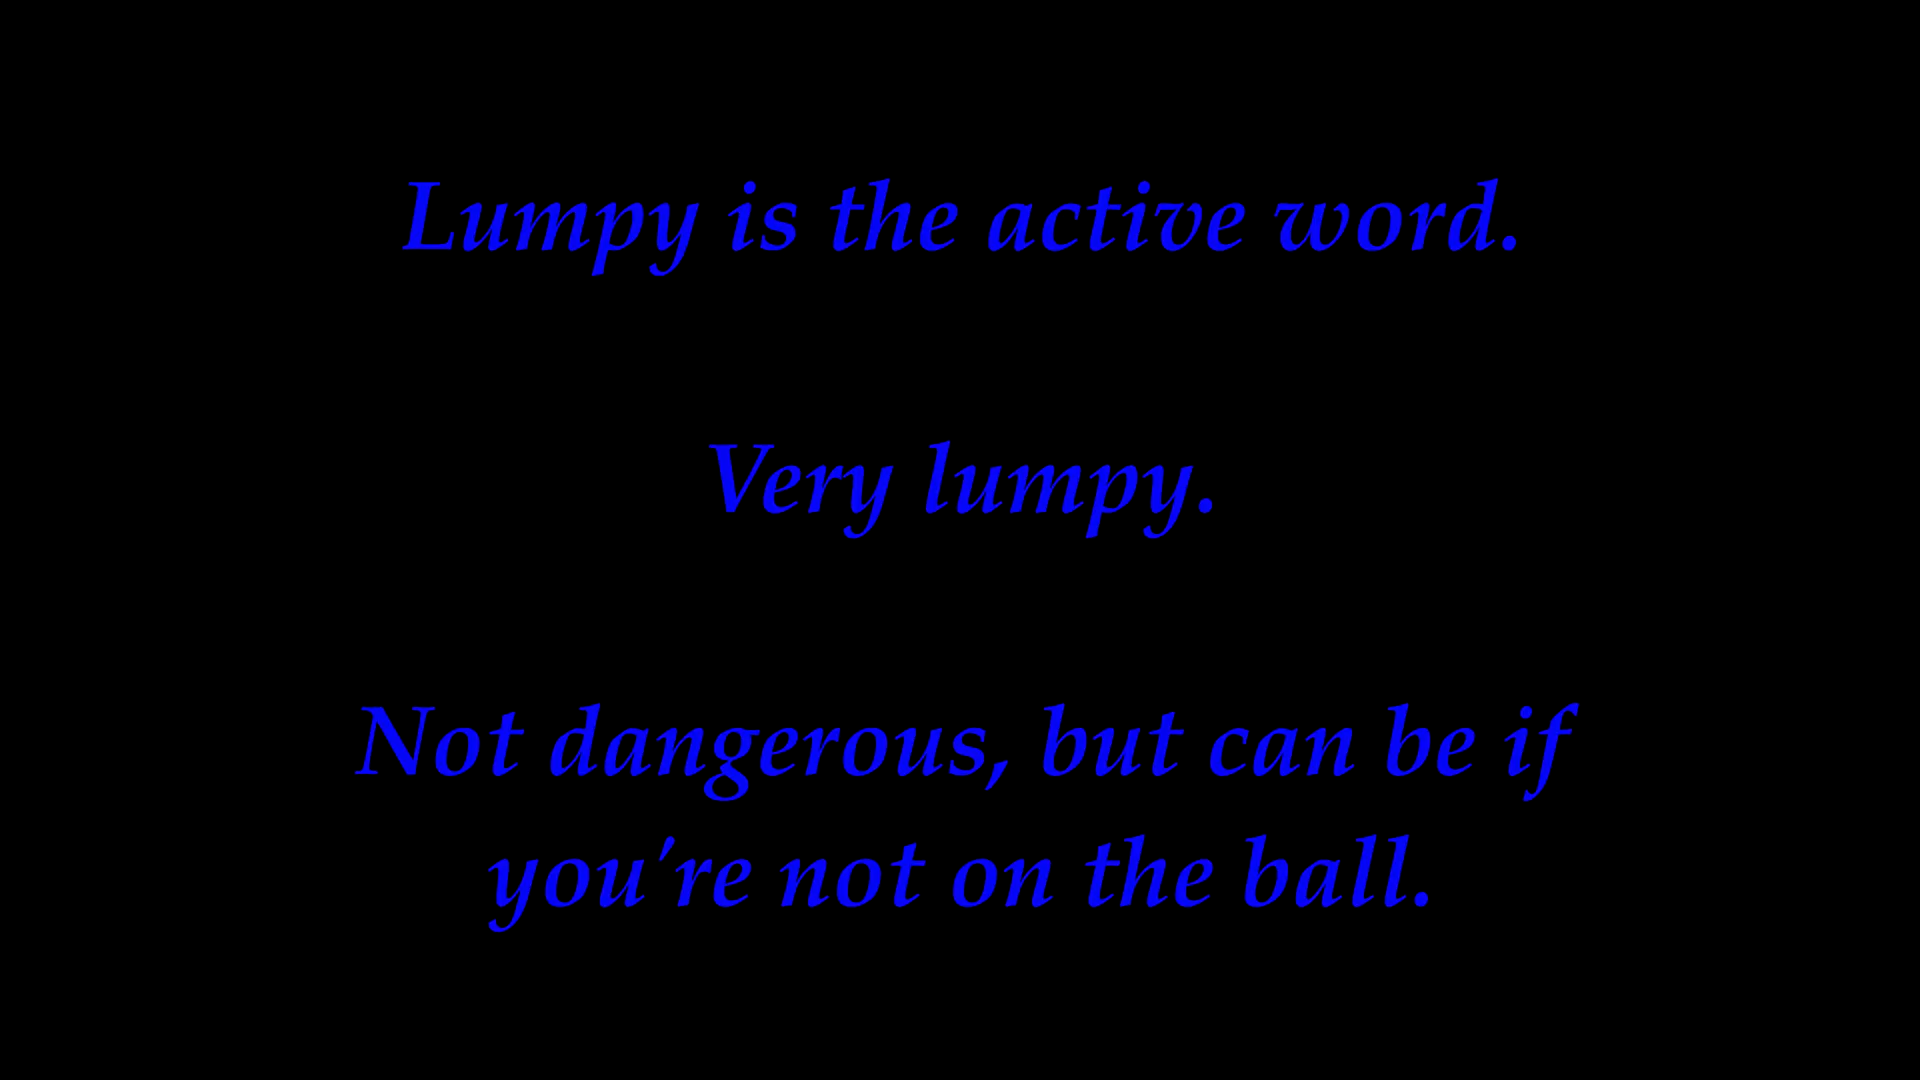 Lumpy is the active word.
Very lumpy.
Not dangerous, but can be if
you're not on the ball.